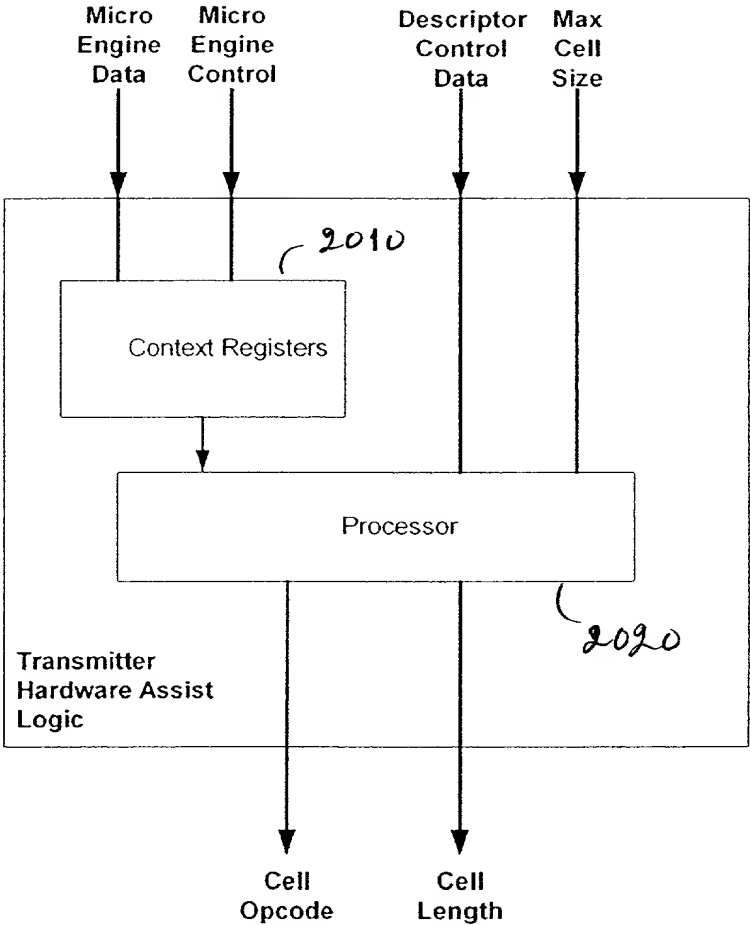 Micro
Engine
Data
Micro
Engine
Control
Descriptor
Control
Data
Max
Cell
Size
2010
Context Registers
Processor
2020
Transmitter
Hardware Assist
Logic
Cell
Opcode
Cell
Length